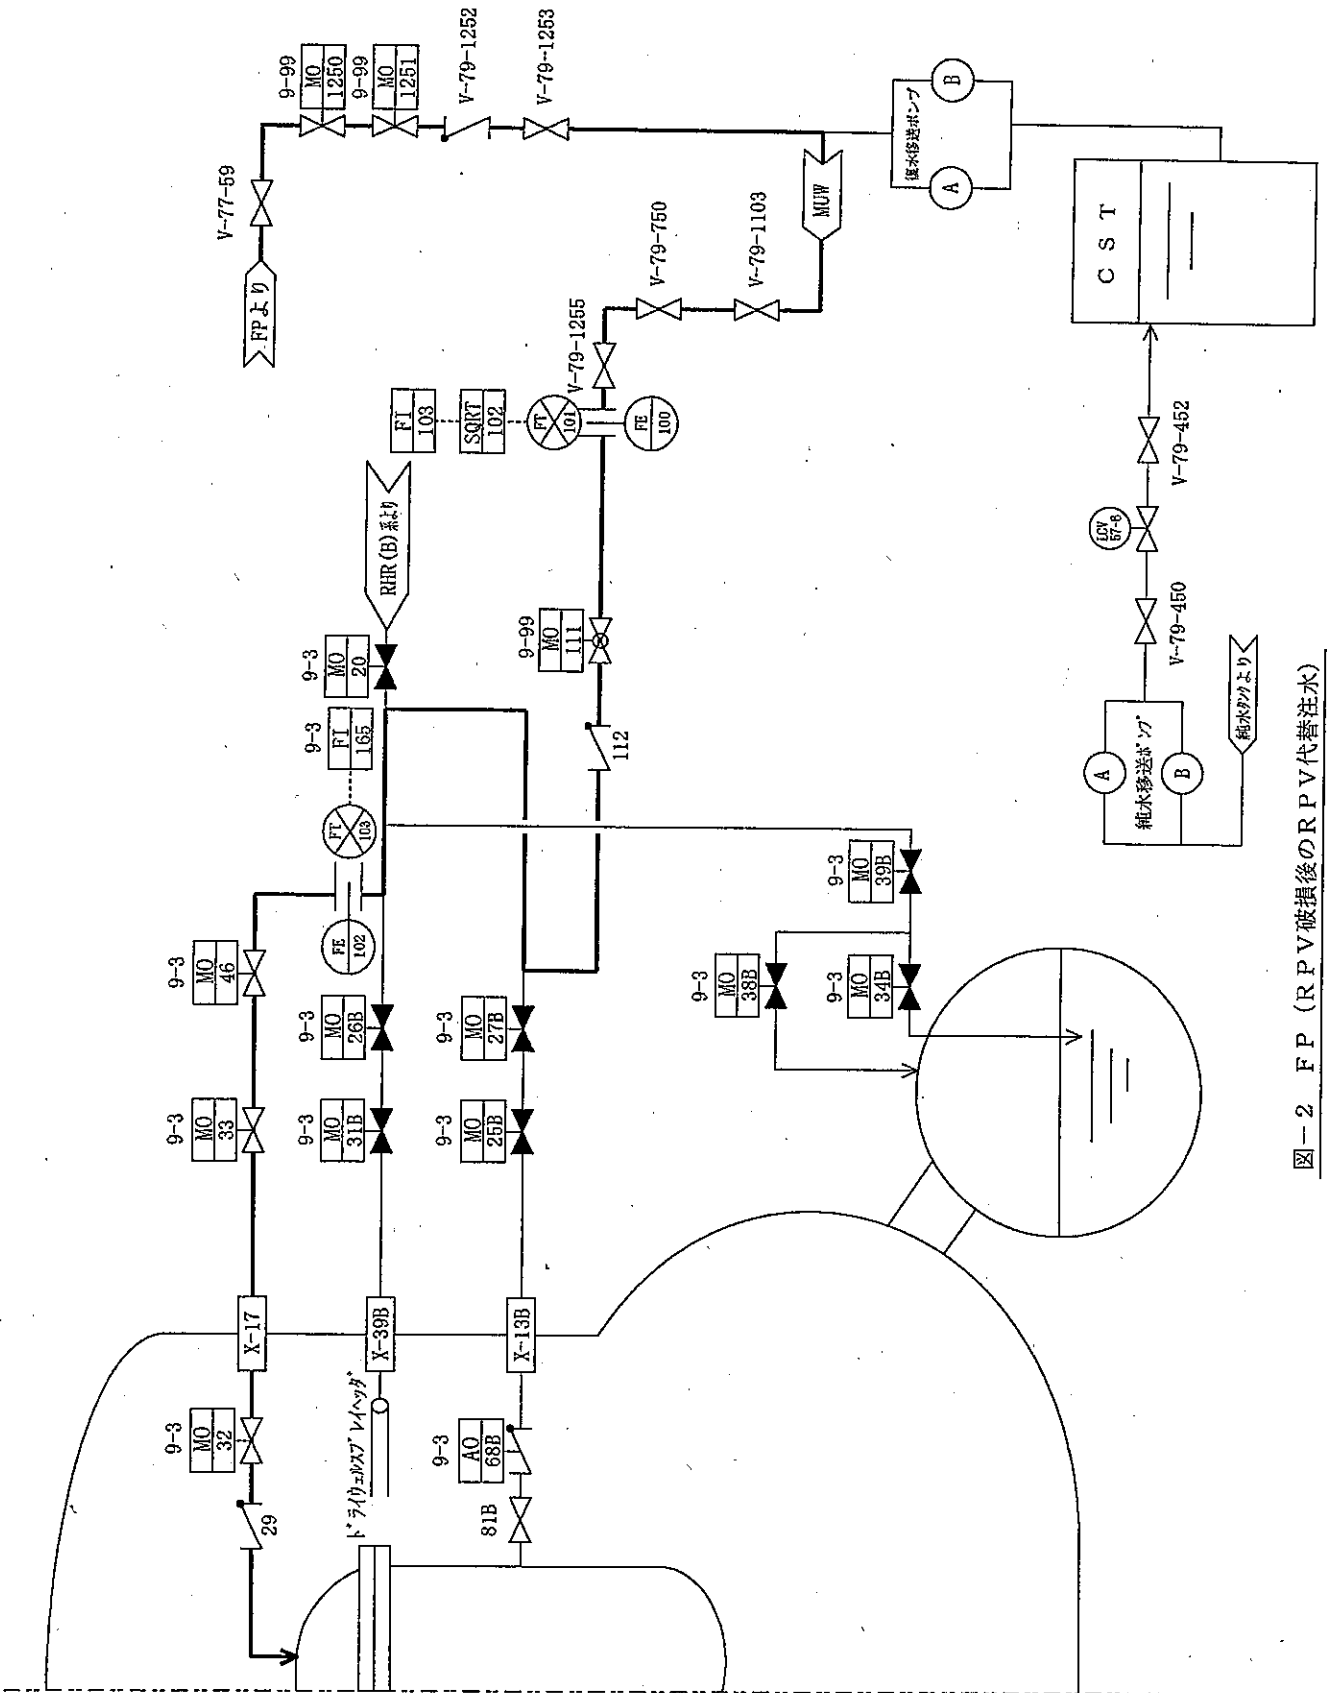 9-99
MO
1250
9-99
MO
1251
V-79-1252
V-79-1253
V-77-59
FPより
復水移送ポンプ
A
B
MUW
V-79-750
V-79-1103
V-79-1255
CST
FI
103
SQRT
102
FT
101
FE
100
RHR(B)系より
9-3
MO
20
9-3
FI
165
FT
103
FE
102
9-99
MO
111
112
V-79-452
LCV
57-8
V-79-450
純水移送ポンプ
A
B
純水タンクより
9-3
MO
46
9-3
MO
33
9-3
MO
26B
9-3
MO
31B
9-3
MO
27B
9-3
MO
25B
9-3
MO
39B
9-3
MO
38B
9-3
MO
34B
X-17
X-39B
X-13B
9-3
MO
32
29
ドライウェルスプレイヘッダ
9-3
AO
68B
81B
図-2 FP(RPV破損後のRPV代替注水)